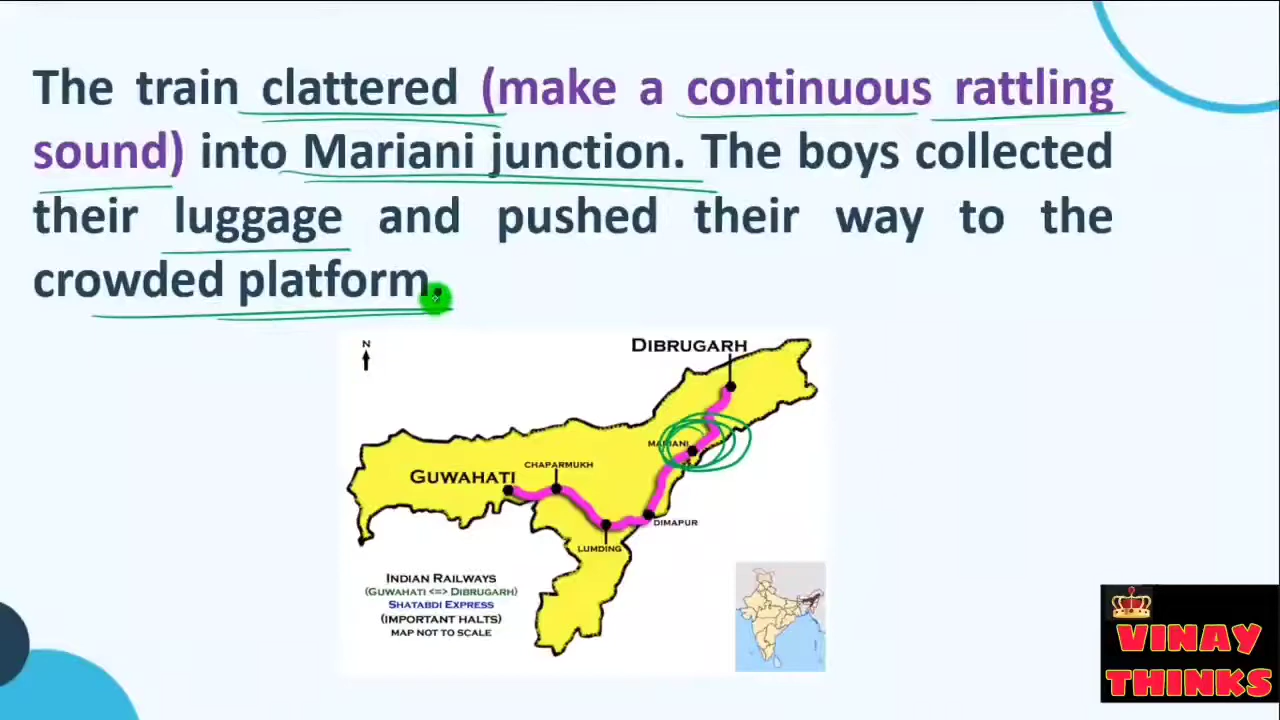 The train clattered (make a continuous rattling
sound) into Mariani junction. The boys collected
their luggage and pushed their way to the
crowded platform.
N
DIBRUGARH
MARIANI
CHAPARMUKH
GUWAHATI
DIMAPUR
LUMDING
INDIAN RAILWAYS
(GUWAHATI <=> DIBRUGARH)
SHATABDI EXPRESS
(IMPORTANT HALTS)
MAP NOT TO SCALE
VINAY
THINKS